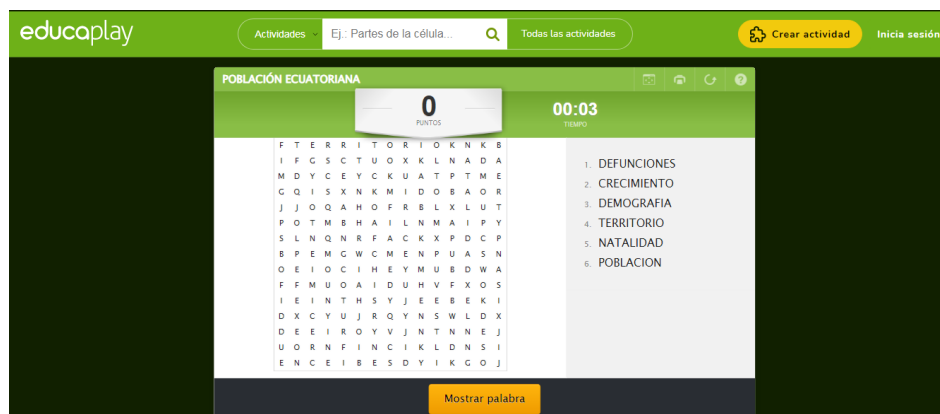 educaplay
Actividades
Ej.: Partes de la célula...
Todas las actividades
Crear actividad
Inicia sesión
POBLACIÓN ECUATORIANA
0
PUNTOS
00:03
TIEMPO
F T E R R I T O R I O K N K B
I F G S C T U O X K L N A D A
M D Y C E Y C K U A T P T M E
G Q I S X N K M I D O B A O R
J J O Q A H O F R B L X L U T
P O T M B H A I L N M A I P Y
S L N Q N R F A C K X P D C P
B P E M G W C M E N P U A S N
O E I O C I H E Y M U B D W A
F F M U O A I D U H V F X O S
I E I N T H S Y J E E B E K I
D X C Y U J R Q Y N S W L D X
D E E I R O Y V J N T N N E J
U O R N F I N C I K L D N S I
E N C E I B E S D Y I K G O J
1. DEFUNCIONES
2. CRECIMIENTO
3. DEMOGRAFIA
4. TERRITORIO
5. NATALIDAD
6. POBLACION
Mostrar palabra